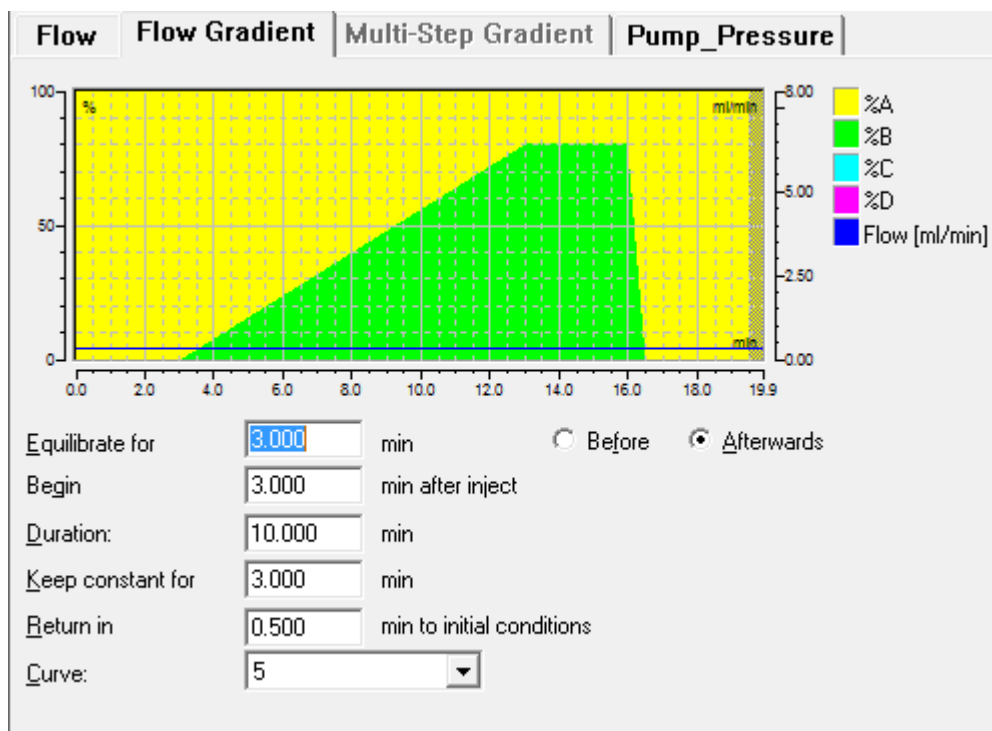 Flow Flow Gradient Multi-Step Gradient Pump_Pressure
100 % ml/min 8.00 %A
%B
%C
5.00 %D
50 Flow [ml/min]
2.50
min
0 0.00
0.0 2.0 4.0 6.0 8.0 10.0 12.0 14.0 16.0 18.0 19.9
Equilibrate for 3.000 min Before Afterwards
Begin 3.000 min after inject
Duration: 10.000 min
Keep constant for 3.000 min
Return in 0.500 min to initial conditions
Curve: 5